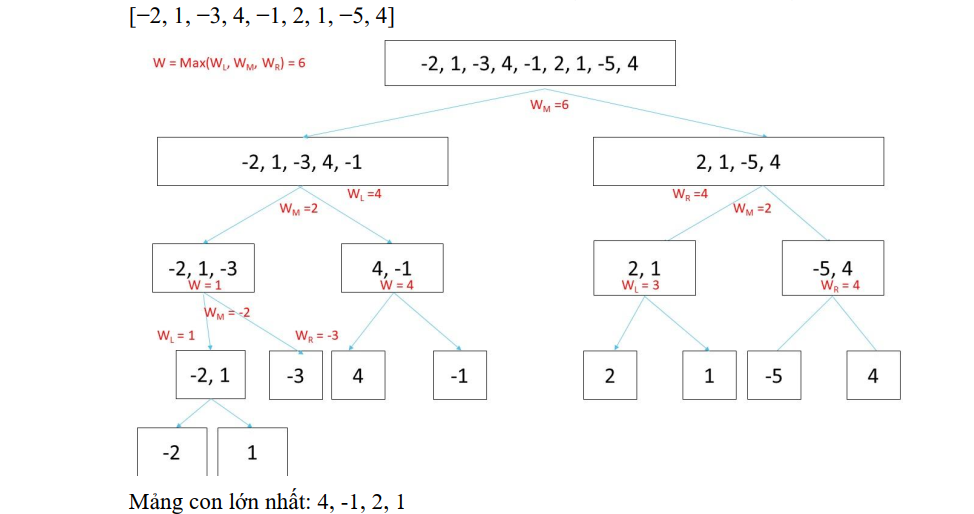 [−2, 1, −3, 4, −1, 2, 1, −5, 4]
W = Max(W_L, W_M, W_R) = 6
-2, 1, -3, 4, -1, 2, 1, -5, 4
W_M =6
-2, 1, -3, 4, -1
2, 1, -5, 4
W_L =4
W_M =2
W_R =4
W_M =2
-2, 1, -3
W = 1
4, -1
W = 4
2, 1
W_L = 3
-5, 4
W_R = 4
W_M = -2
W_L = 1
W_R = -3
-2, 1
-3
4
-1
2
1
-5
4
-2
1
Mảng con lớn nhất: 4, -1, 2, 1